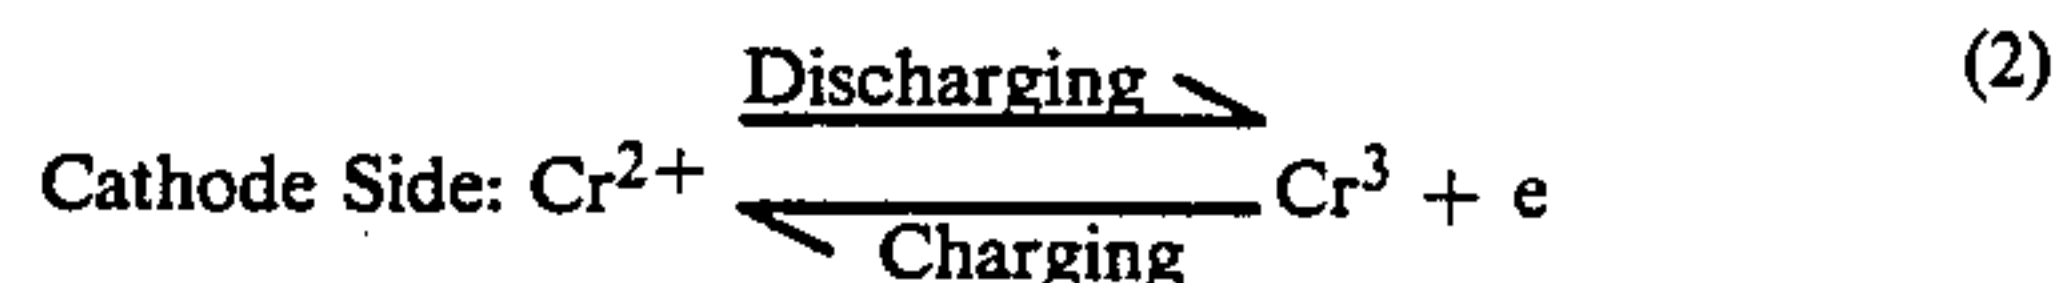 (2)
Discharging
Cathode Side: Cr²⁺ ⇌ Cr³ + e
Charging